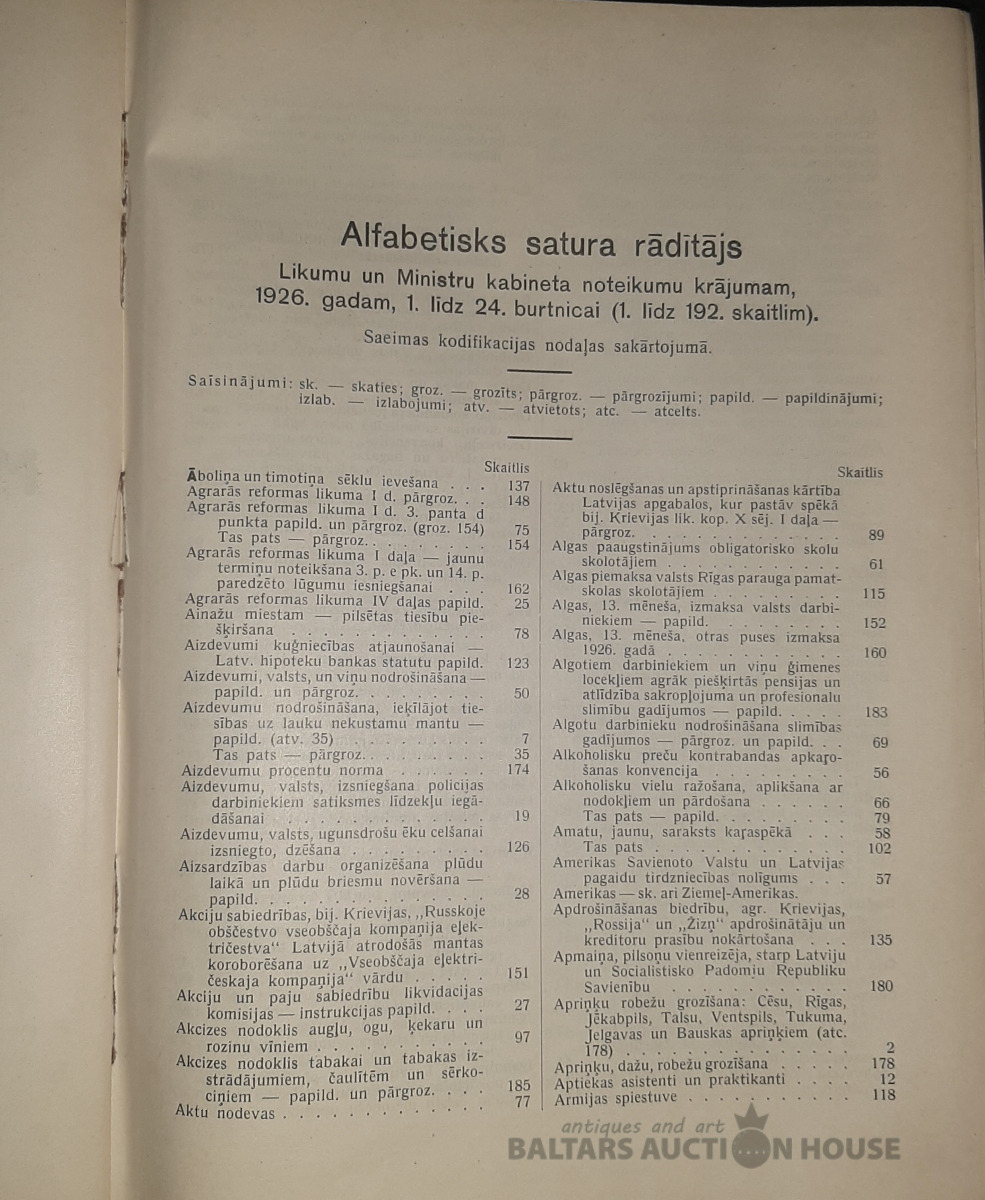 Alfabetisks satura rādītājs
Likumu un Ministru kabineta noteikumu krājumam,
1926. gadam, 1. līdz 24. burtnicai (1. līdz 192. skaitlim).
Saeimas kodifikacijas nodaļas sakārtojumā.
Saīsinājumi: sk. — skaties; groz. — grozīts; pārgroz. — pārgrozījumi; papild. — papildinājumi;
izlab. — izlabojumi; atv. — atvietots; atc. — atcelts.
Skaitlis
Āboliņa un timotiņa sēklu ievešana . . . 137
Agrarās reformas likuma I d. pārgroz. . . 148
Agrarās reformas likuma I d. 3. panta d
punkta papild. un pārgroz. (groz. 154) 75
Tas pats — pārgroz. . . . . . . . . 154
Agrarās reformas likuma I daļa — jaunu
termiņu noteikšana 3. p. e pk. un 14. p.
paredzēto lūgumu iesniegšanai . . . 162
Agrarās reformas likuma IV daļas papild. 25
Ainažu miestam — pilsētas tiesību pie-
šķiršana . . . . . . . . . . . . . 78
Aizdevumi kuģniecības atjaunošanai —
Latv. hipoteku bankas statutu papild. 123
Aizdevumi, valsts, un viņu nodrošināšana —
papild. un pārgroz. . . . . . . . . 50
Aizdevumu nodrošināšana, ieķīlājot tie-
sības uz lauku nekustamu mantu —
papild. (atv. 35) . . . . . . . . . 7
Tas pats — pārgroz. . . . . . . . . 35
Aizdevumu procentu norma . . . . . . 174
Aizdevumu, valsts, izsniegšana policijas
darbiniekiem satiksmes līdzekļu iegā-
dāšanai . . . . . . . . . . . . . . 19
Aizdevumu, valsts, ugunsdrošu ēku celšanai
izsniegto, dzēšana . . . . . . . . . 126
Aizsardzības darbu organizēšana plūdu
laikā un plūdu briesmu novēršana —
papild. . . . . . . . . . . . . . . 28
Akciju sabiedrības, bij. Krievijas, „Russkoje
obščestvo vseobščaja kompaņija eļek-
tričestva“ Latvijā atrodošās mantas
koroborēšana uz „Vseobščaja eļektri-
českaja kompaņija“ vārdu . . . . . 151
Akciju un paju sabiedrību likvidacijas
komisijas — instrukcijas papild. . . . 27
Akcizes nodoklis augļu, ogu, ķekaru un
rozinu vīniem . . . . . . . . . . . 97
Akcizes nodoklis tabakai un tabakas iz-
strādājumiem, čaulītēm un sērko-
ciņiem — papild. un pārgroz. . . . 185
Aktu nodevas . . . . . . . . . . . . . 77
Skaitlis
Aktu noslēgšanas un apstiprināšanas kārtība
Latvijas apgabalos, kur pastāv spēkā
bij. Krievijas lik. kop. X sēj. I daļa —
pārgroz. . . . . . . . . . . . . . 89
Algas paaugstinājums obligatorisko skolu
skolotājiem . . . . . . . . . . . . 61
Algas piemaksa valsts Rīgas parauga pamat-
skolas skolotājiem . . . . . . . . . 115
Algas, 13. mēneša, izmaksa valsts darbi-
niekiem — papild. . . . . . . . . 152
Algas, 13. mēneša, otras puses izmaksa
1926. gadā . . . . . . . . . . . . 160
Algotiem darbiniekiem un viņu ģimenes
locekļiem agrāk piešķirtās pensijas un
atlīdzība sakropļojuma un profesionalu
slimību gadījumos — papild. . . . . 183
Algotu darbinieku nodrošināšana slimības
gadījumos — pārgroz. un papild. . . 69
Alkoholisku preču kontrabandas apkaŗo-
šanas konvencija . . . . . . . . . 56
Alkoholisku vielu ražošana, aplikšana ar
nodokļiem un pārdošana . . . . . . 66
Tas pats — papild. . . . . . . . . 79
Amatu, jaunu, saraksts kaŗaspēkā . . . 58
Tas pats . . . . . . . . . . . . . 102
Amerikas Savienoto Valstu un Latvijas
pagaidu tirdzniecības nolīgums . . . 57
Amerikas — sk. ari Ziemeļ-Amerikas.
Apdrošināšanas biedrību, agr. Krievijas,
„Rossija“ un „Žizņ“ apdrošinātāju un
kreditoru prasību nokārtošana . . . 135
Apmaiņa, pilsoņu vienreizēja, starp Latviju
un Socialistisko Padomju Republiku
Savienību . . . . . . . . . . . . 180
Apriņķu robežu grozīšana: Cēsu, Rīgas,
Jēkabpils, Talsu, Ventspils, Tukuma,
Jelgavas un Bauskas apriņķiem (atc.
178) . . . . . . . . . . . . . . . 2
Apriņķu, dažu, robežu grozīšana . . . . . 178
Aptiekas asistenti un praktikanti . . . . 12
Armijas spiestuve . . . . . . . . . . . 118
antiques and art
BALTARS AUCTION HOUSE